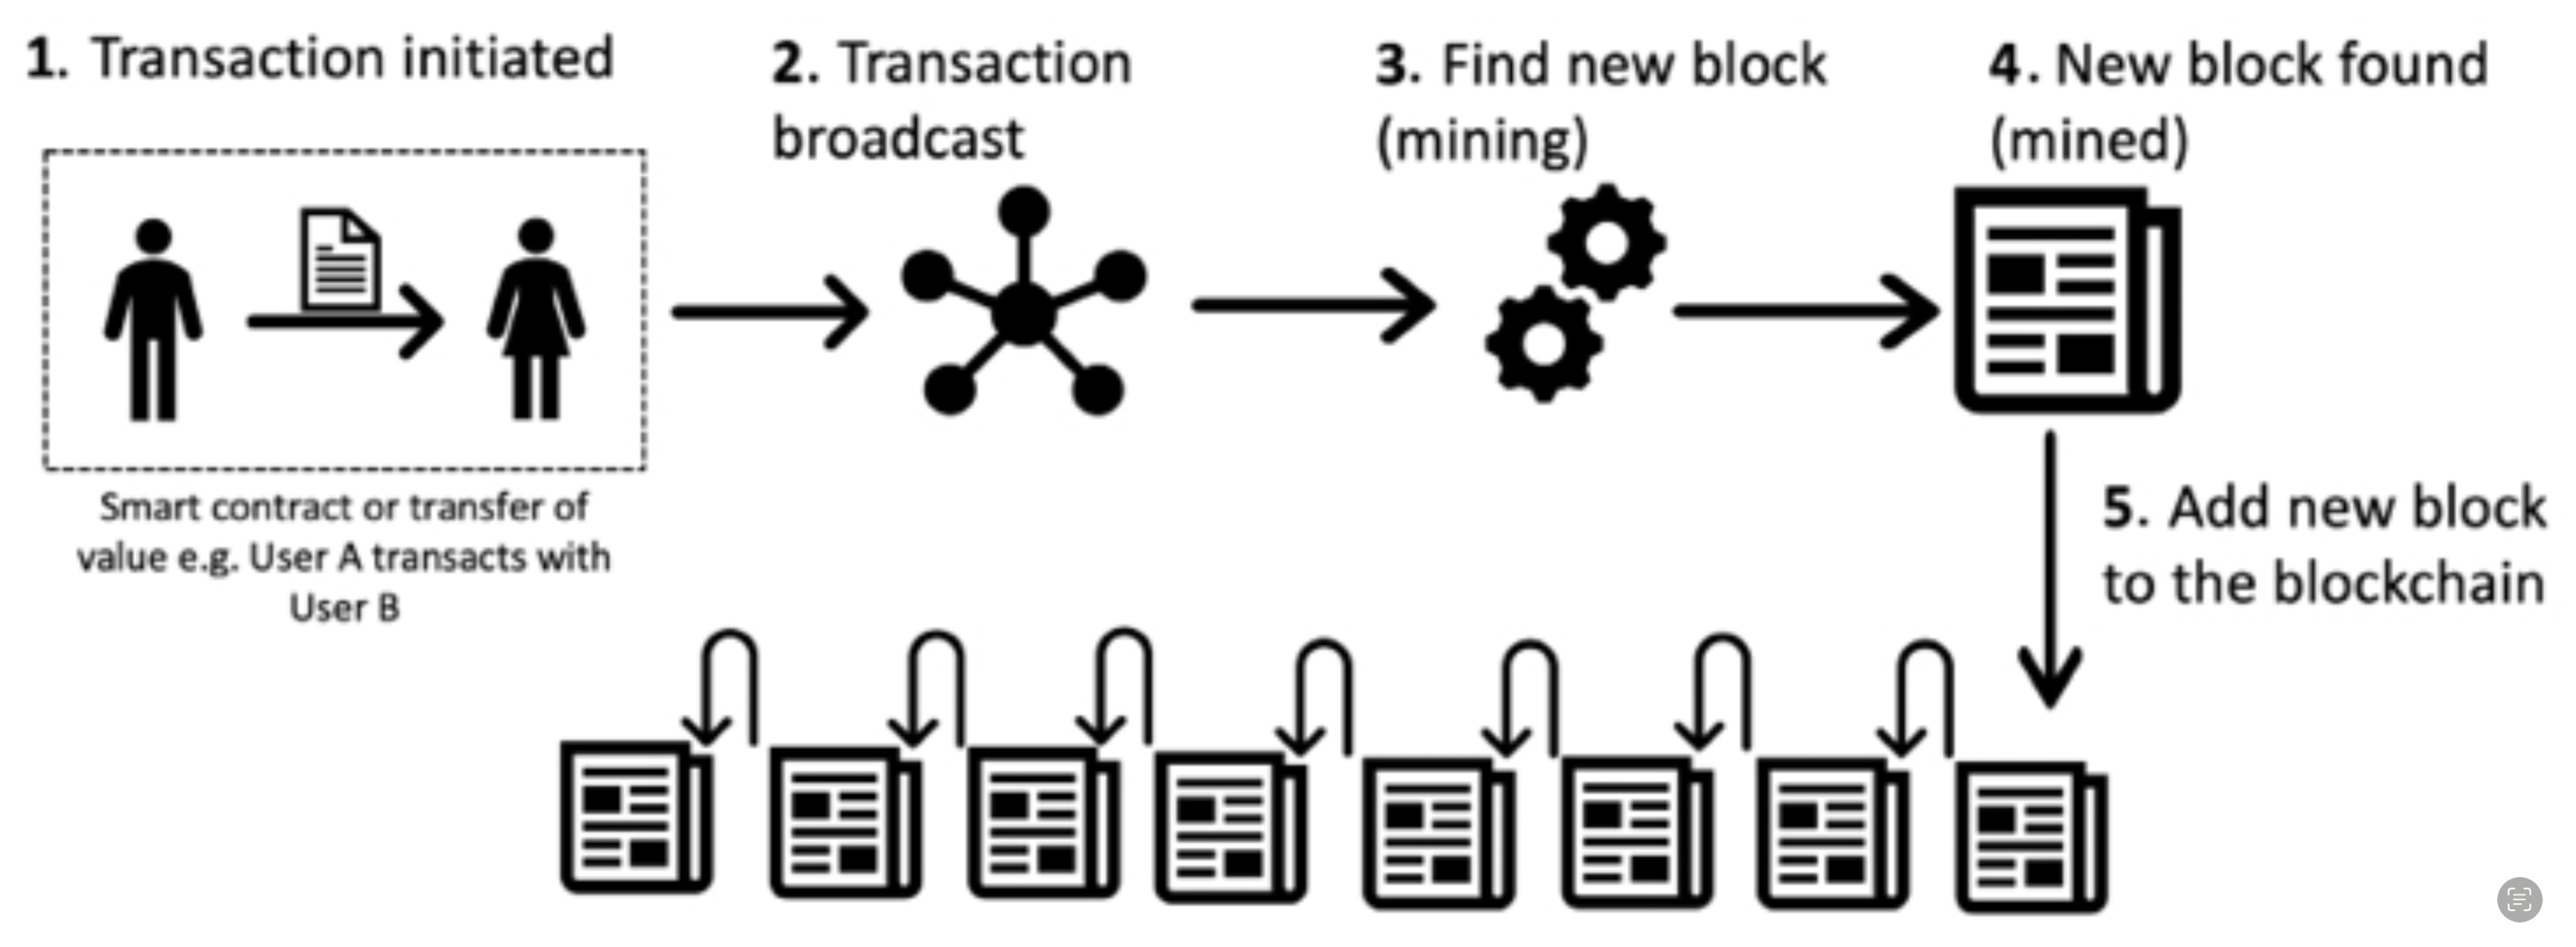 1. Transaction initiated
2. Transaction
broadcast
3. Find new block
(mining)
4. New block found
(mined)
Smart contract or transfer of
value e.g. User A transacts with
User B
5. Add new block
to the blockchain